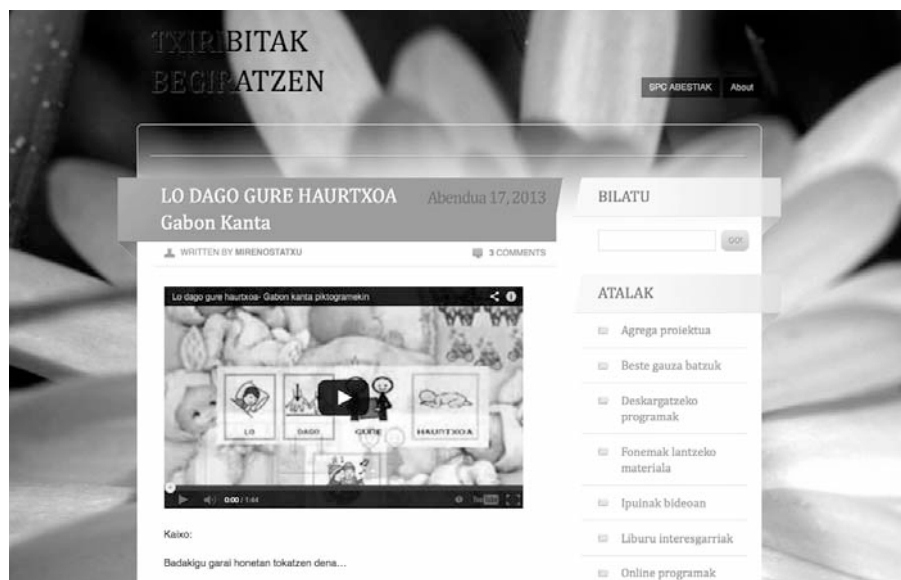 TXIRIBITAK
BEGIRATZEN
SPC ABESTIAK About
LO DAGO GURE HAURTXOA
Gabon Kanta
Abendua 17, 2013
WRITTEN BY MIRENOSTATXU
3 COMMENTS
Lo dago gure haurtxoa- Gabon kanta piktogramekin
LO DAGO GURE HAURTXOA
0:00 / 1:44
YouTube
Kaixo:
Badakigu garai honetan tokatzen dena...
BILATU
GO!
ATALAK
Agrega proiektua
Beste gauza batzuk
Deskargatzeko
programak
Fonemak lantzeko
materiala
Ipuinak bideoan
Liburu interesgarriak
Online programak